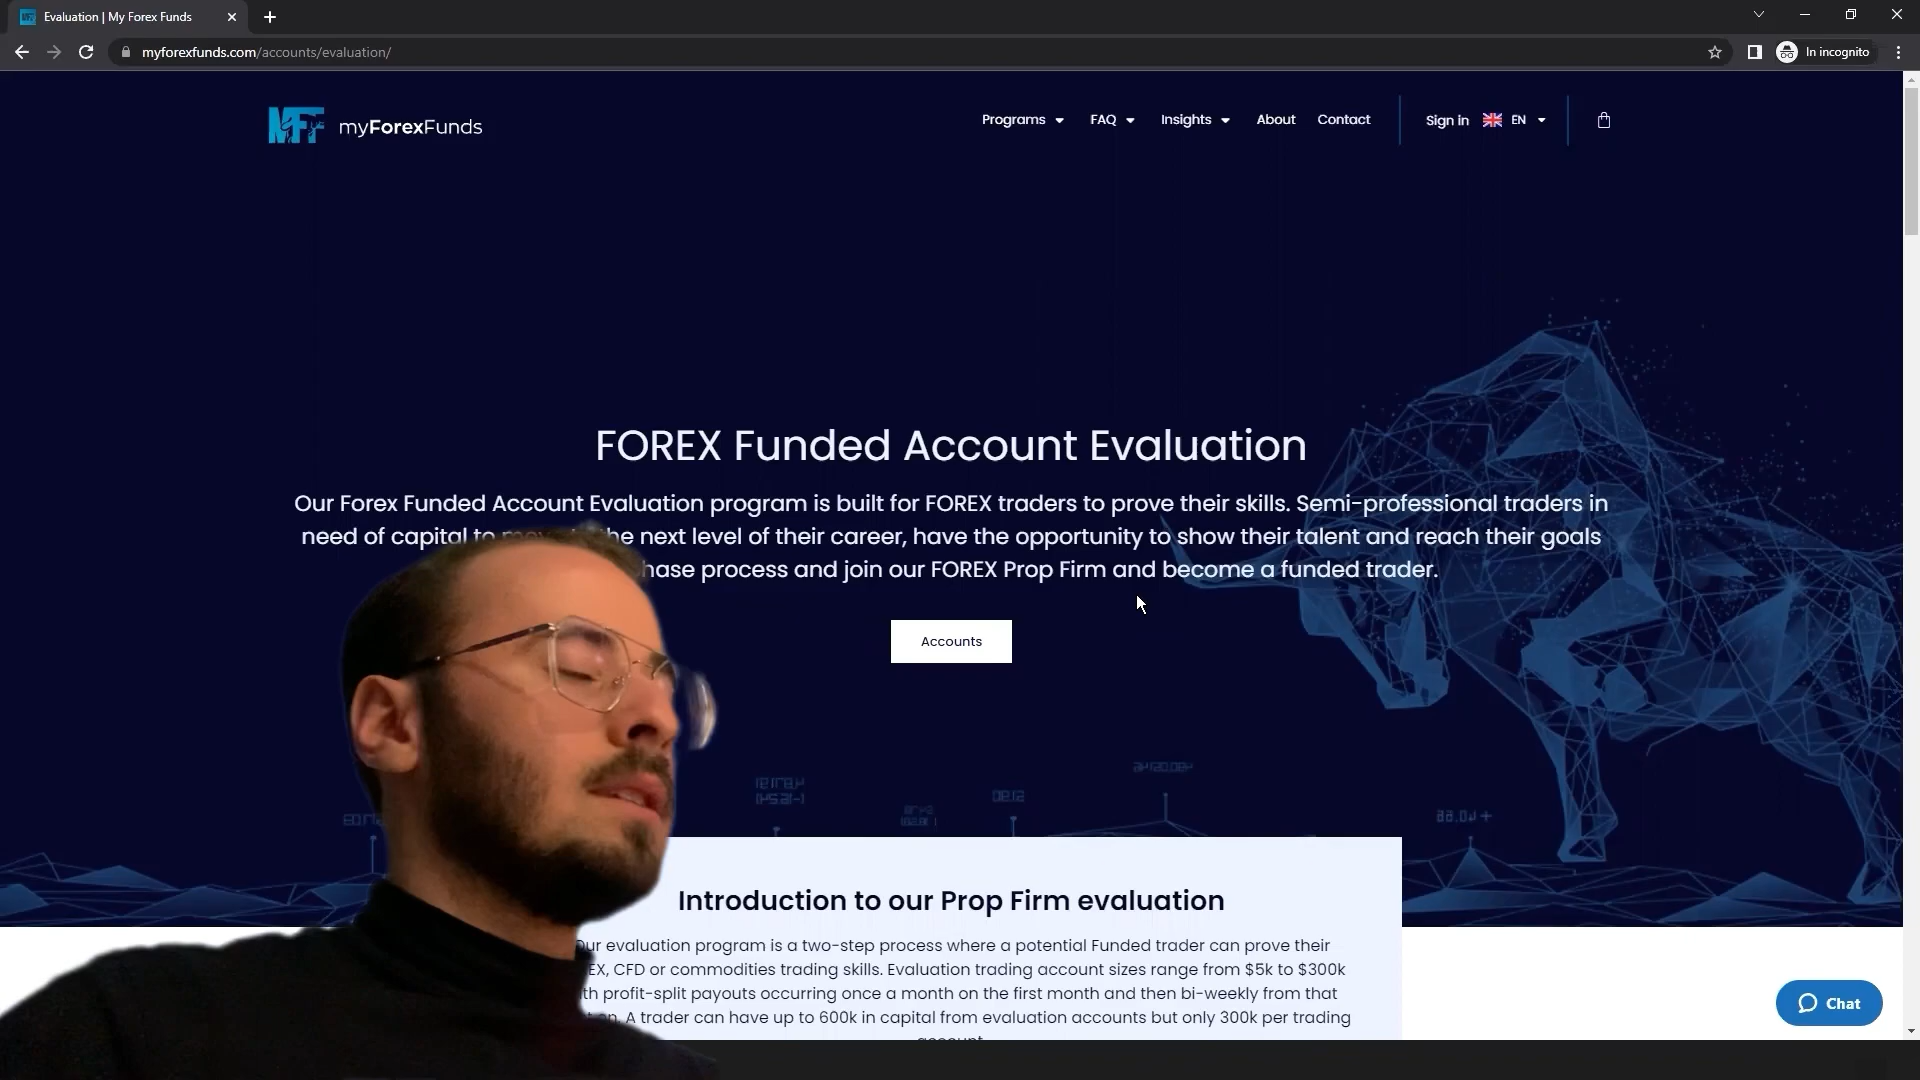 Evaluation | My Forex Funds
myforexfunds.com/accounts/evaluation/
In incognito
MFF
myForexFunds
Programs
FAQ
Insights
About
Contact
Sign in
EN
FOREX Funded Account Evaluation
Our Forex Funded Account Evaluation program is built for FOREX traders to prove their skills. Semi-professional traders in
need of capital to the next level of their career, have the opportunity to show their talent and reach their goals
process and join our FOREX Prop Firm and become a funded trader.
Accounts
Introduction to our Prop Firm evaluation
Our evaluation program is a two-step process where a potential Funded trader can prove their
CFD or commodities trading skills. Evaluation trading account sizes range from $5k to $300k
profit-split payouts occurring once a month on the first month and then bi-weekly from that
A trader can have up to 600k in capital from evaluation accounts but only 300k per trading
Chat